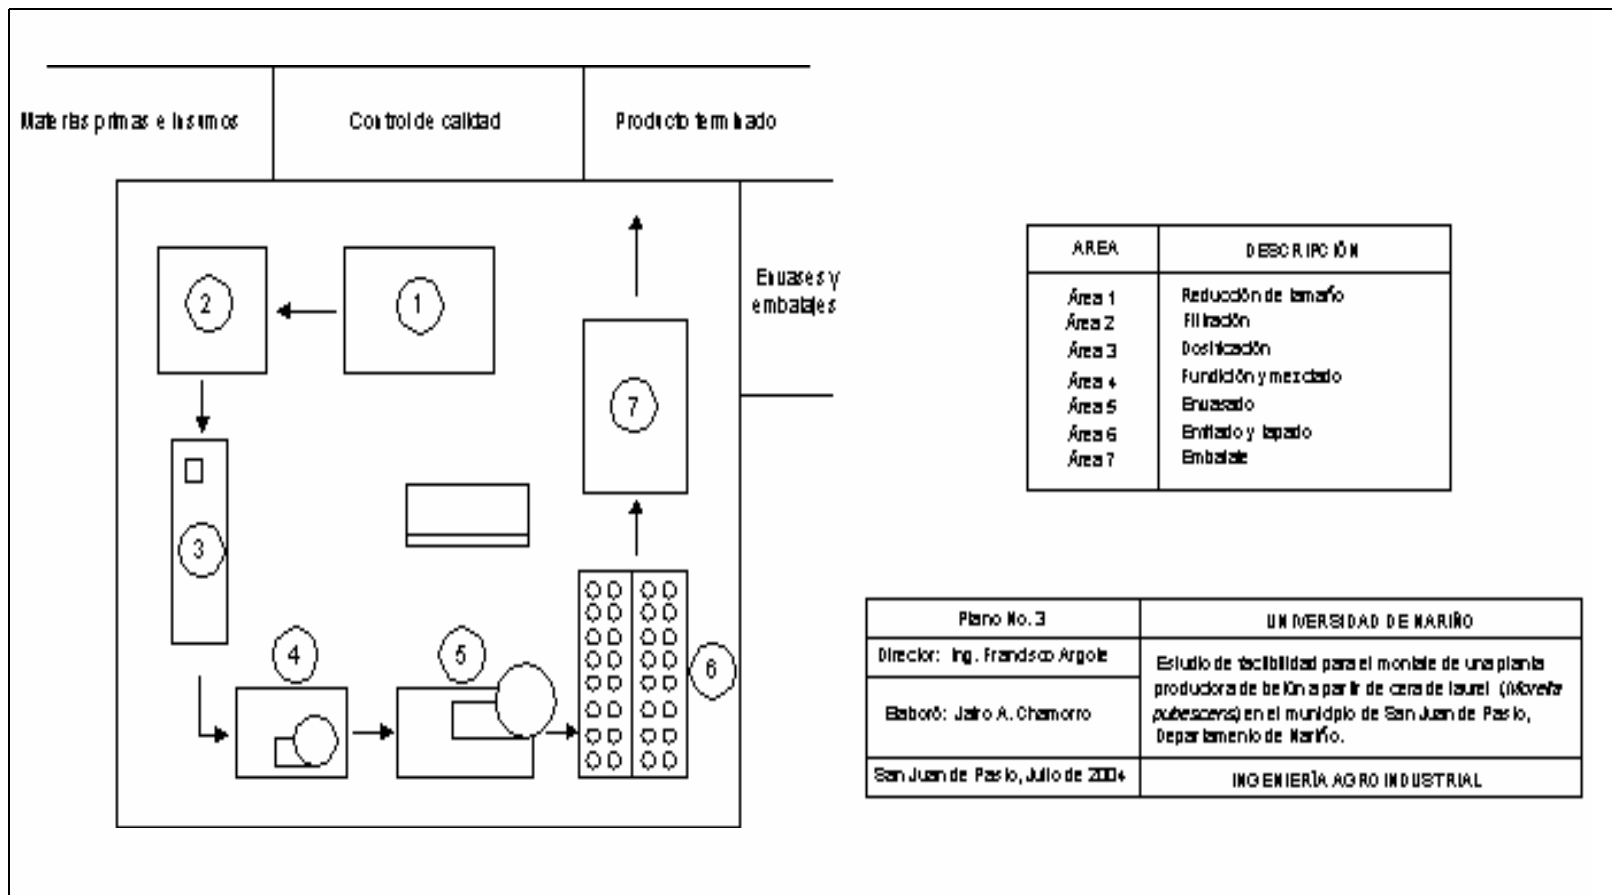 Materias primas e insumos
Control de calidad
Producto terminado
Envases y
embalajes
1
2
3
4
5
6
7
AREA DESCRIPCIÓN
Área 1 Reducción de tamaño
Área 2 Filtración
Área 3 Dosificación
Área 4 Fundición y mezclado
Área 5 Envasado
Área 6 Enfriado y tapado
Área 7 Embalaje
Plano No. 3
UNIVERSIDAD DE NARIÑO
Director: Ing. Francisco Argote
Elaboró: Jairo A. Chamorro
Estudio de factibilidad para el montaje de una planta
productora de betún a partir de cera de laurel (Morella
pubescens) en el municipio de San Juan de Pasto,
Departamento de Nariño.
San Juan de Pasto, Julio de 2004
INGENIERÍA AGROINDUSTRIAL